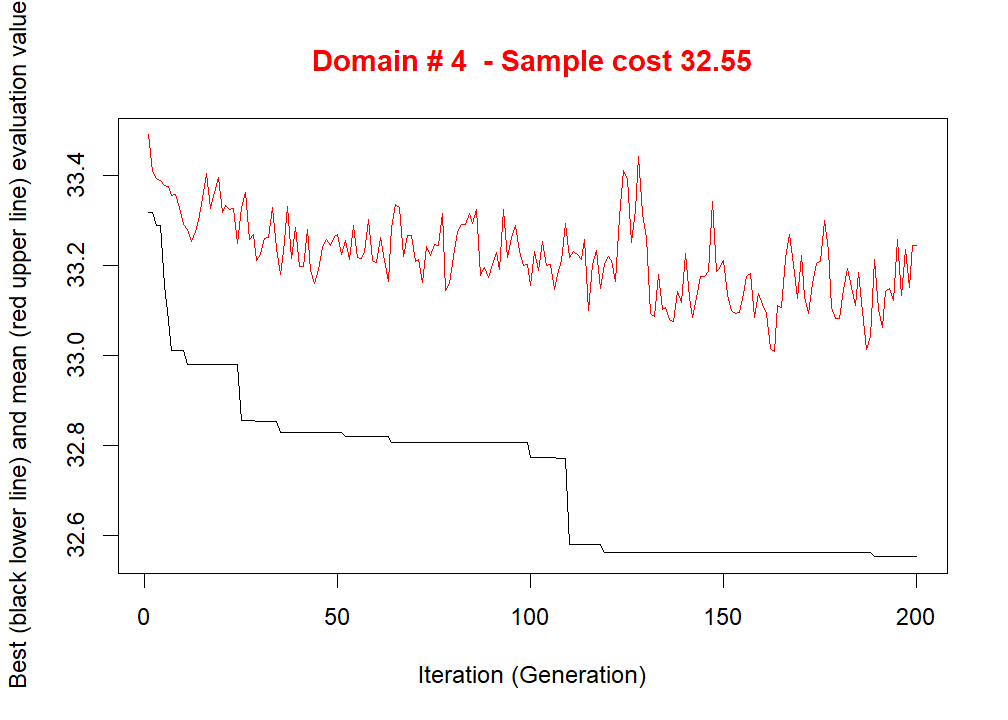 Domain # 4  - Sample cost 32.55
Best (black lower line) and mean (red upper line) evaluation value
33.4
33.2
33.0
32.8
32.6
0 50 100 150 200
Iteration (Generation)